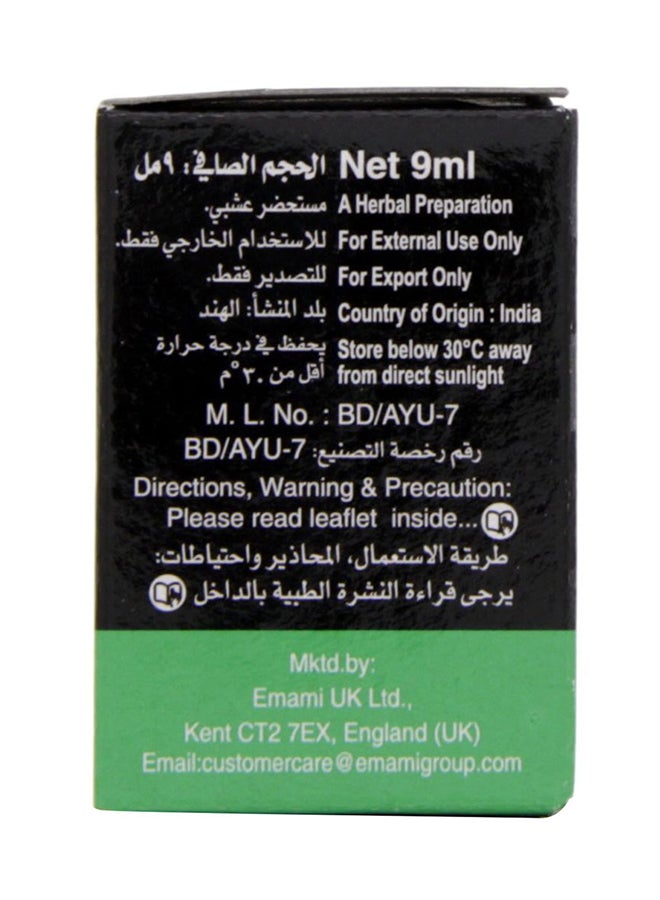 الحجم الصافي: ٩مل Net 9ml
مستحضر عشبي. A Herbal Preparation
للاستخدام الخارجي فقط. For External Use Only
للتصدير فقط. For Export Only
بلد المنشأ: الهند Country of Origin : India
يحفظ في درجة حرارة Store below 30°C away
أقل من ٣٠°م from direct sunlight
M. L. No. : BD/AYU-7
رقم رخصة التصنيع: BD/AYU-7
Directions, Warning & Precaution:
Please read leaflet inside...
طريقة الاستعمال، المحاذير واحتياطات:
يرجى قراءة النشرة الطبية بالداخل
Mktd.by:
Emami UK Ltd.,
Kent CT2 7EX, England (UK)
Email:customercare@emamigroup.com